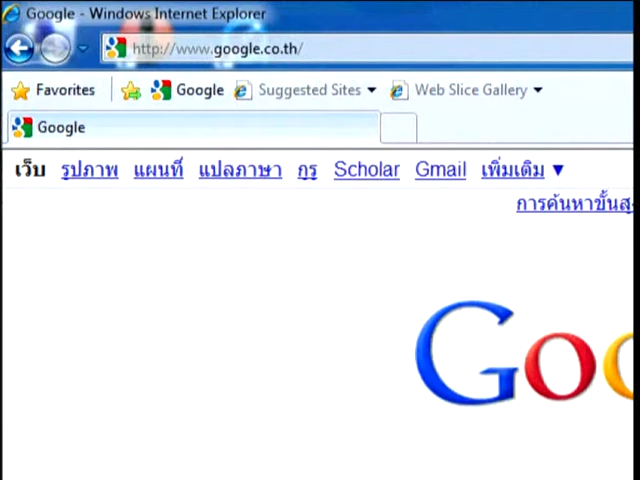 Google - Windows Internet Explorer
http://www.google.co.th/
Favorites Google Suggested Sites Web Slice Gallery
Google
เว็บ รูปภาพ แผนที่ แปลภาษา กูรู Scholar Gmail เพิ่มเติม ▼
การค้นหาขั้นสู
Goo